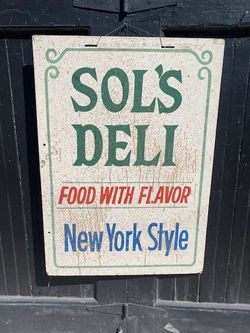 SOL'S
DELI
FOOD WITH FLAVOR
New York Style